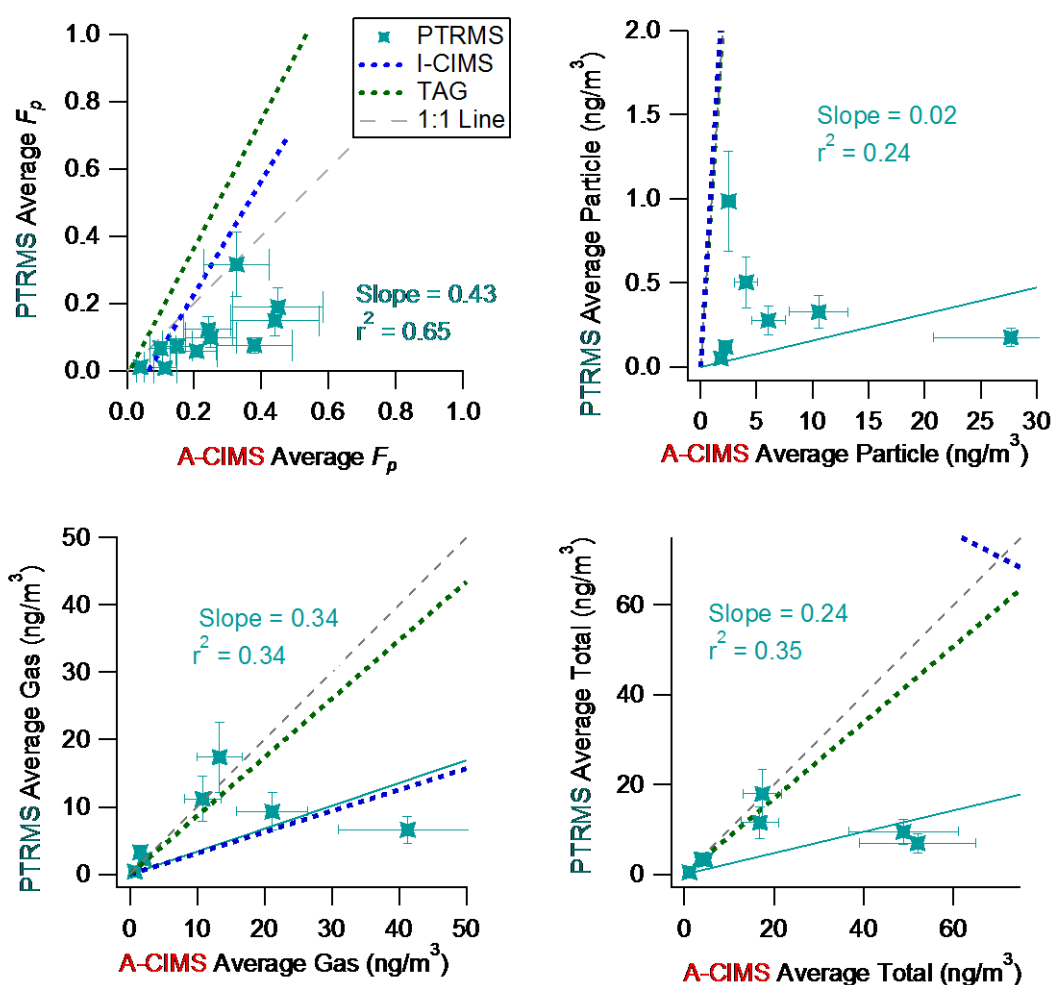 1.0
0.8
0.6
0.4
0.2
0.0
PTRMS Average Fp
PTRMS
I-CIMS
TAG
1:1 Line
Slope = 0.43
r² = 0.65
0.0 0.2 0.4 0.6 0.8 1.0
A-CIMS Average Fp
2.0
1.5
1.0
0.5
0.0
PTRMS Average Particle (ng/m³)
Slope = 0.02
r² = 0.24
0 5 10 15 20 25 30
A-CIMS Average Particle (ng/m³)
50
40
30
20
10
0
PTRMS Average Gas (ng/m³)
Slope = 0.34
r² = 0.34
0 10 20 30 40 50
A-CIMS Average Gas (ng/m³)
60
40
20
0
PTRMS Average Total (ng/m³)
Slope = 0.24
r² = 0.35
0 20 40 60
A-CIMS Average Total (ng/m³)